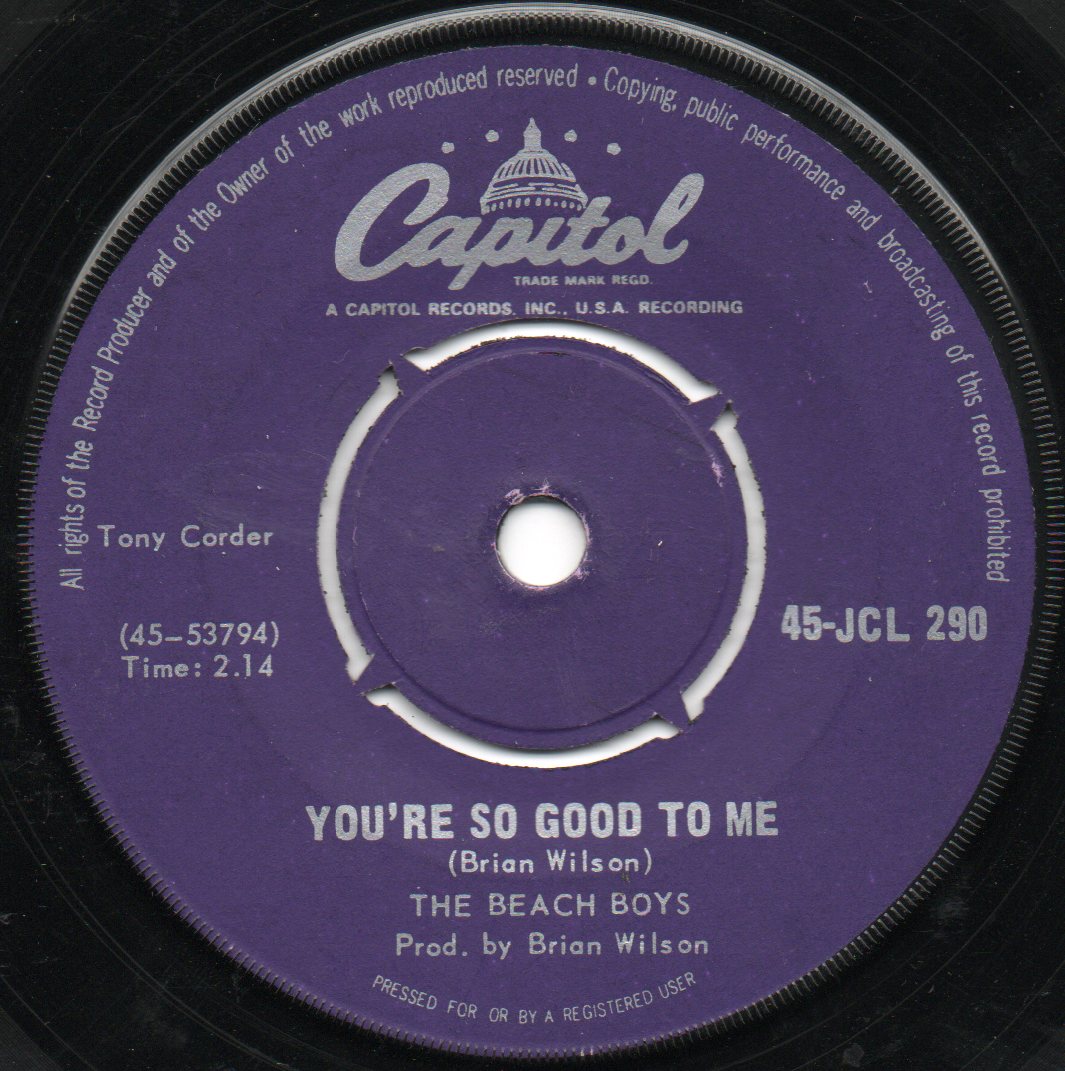 All rights of the Record Producer and of the Owner of the work reproduced reserved • Copying, public performance and broadcasting of this record prohibited
Capitol
TRADE MARK REGD.
A CAPITOL RECORDS, INC., U.S.A. RECORDING
Tony Corder
(45-53794)
Time: 2.14
45-JCL 290
YOU'RE SO GOOD TO ME
(Brian Wilson)
THE BEACH BOYS
Prod. by Brian Wilson
PRESSED FOR OR BY A REGISTERED USER